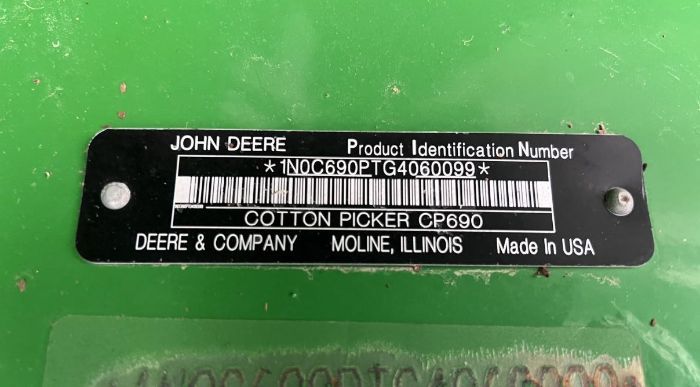 JOHN DEERE Product Identification Number
*1N0C690PTG4060099*
COTTON PICKER CP690
DEERE & COMPANY MOLINE, ILLINOIS Made In USA